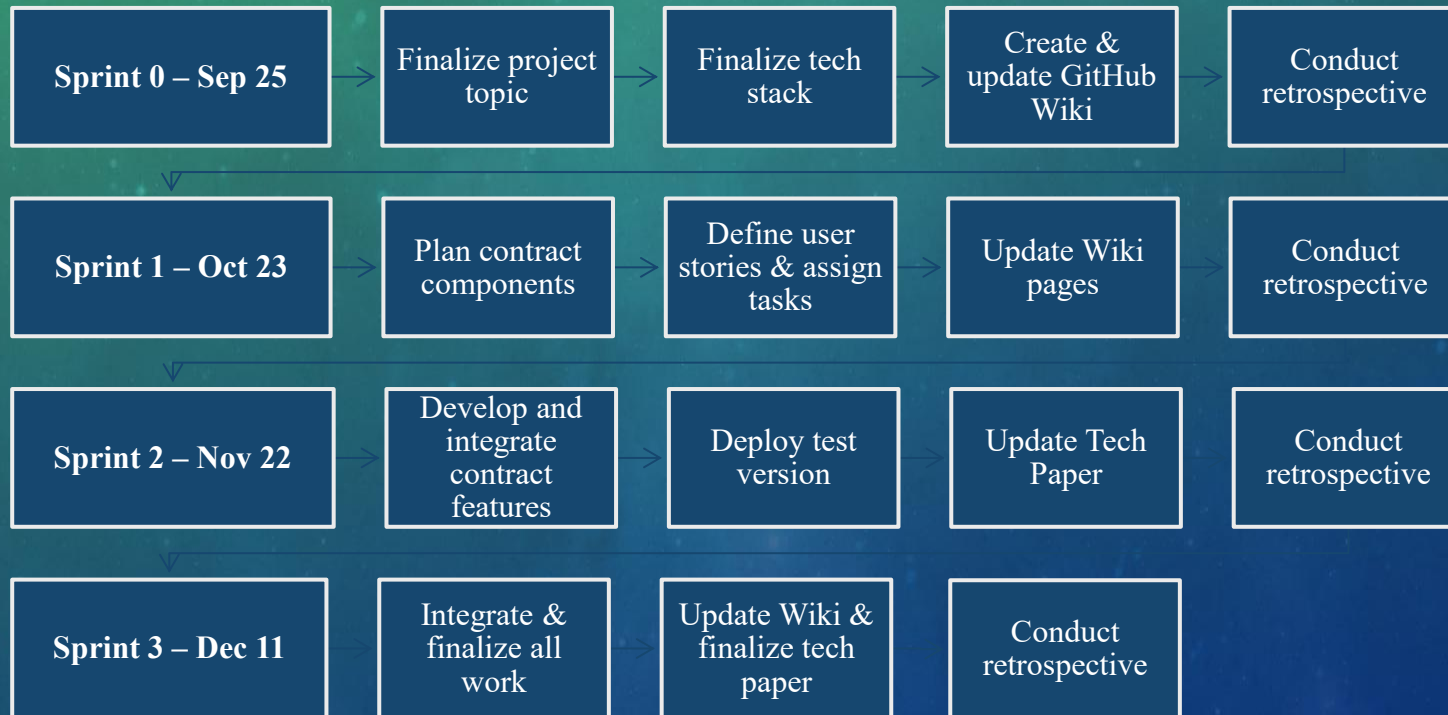 Sprint 0 – Sep 25
Finalize project
topic
Finalize tech
stack
Create &
update GitHub
Wiki
Conduct
retrospective
Sprint 1 – Oct 23
Plan contract
components
Define user
stories & assign
tasks
Update Wiki
pages
Conduct
retrospective
Sprint 2 – Nov 22
Develop and
integrate
contract
features
Deploy test
version
Update Tech
Paper
Conduct
retrospective
Sprint 3 – Dec 11
Integrate &
finalize all
work
Update Wiki &
finalize tech
paper
Conduct
retrospective